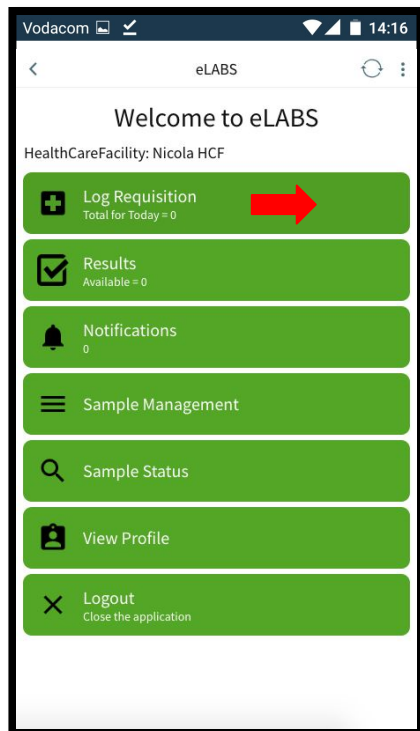 Vodacom 14:16
eLABS
Welcome to eLABS
HealthCareFacility: Nicola HCF
Log Requisition
Total for Today = 0
Results
Available = 0
Notifications
0
Sample Management
Sample Status
View Profile
Logout
Close the application